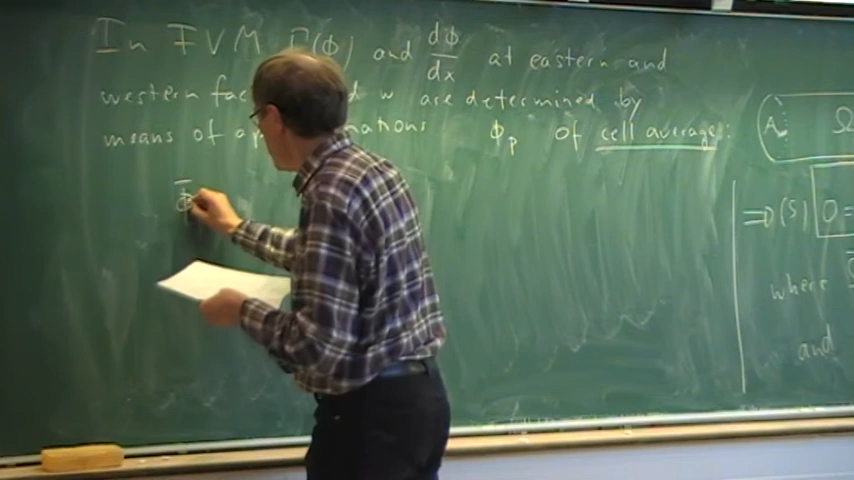 In FVM Γ(ϕ) and dϕ/dx at eastern and
western fac w are determined by
means of ap mations ϕp of cell average:
ϕ̅
A Ω
⇒ (5) 0=
where
and